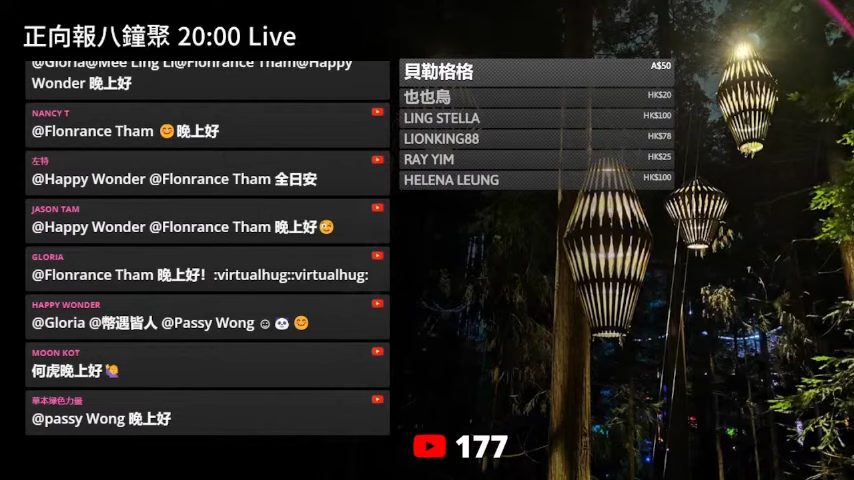 正向報八鐘聚 20:00 Live
@Gloria@Mee Ling Li@Flonrance Tham@Happy
Wonder 晚上好
NANCY T
@Flonrance Tham 😊晚上好
左特
@Happy Wonder @Flonrance Tham 全日安
JASON TAM
@Happy Wonder @Flonrance Tham 晚上好😉
GLORIA
@Flonrance Tham 晚上好！:virtualhug::virtualhug:
HAPPY WONDER
@Gloria @幣遇皆人 @Passy Wong ☺🐼😊
MOON KOT
何虎晚上好🙋
草本綠色力量
@passy Wong 晚上好
貝勒格格 A$50
也也鳥 HK$20
LING STELLA HK$100
LIONKING88 HK$78
RAY YIM HK$25
HELENA LEUNG HK$100
177